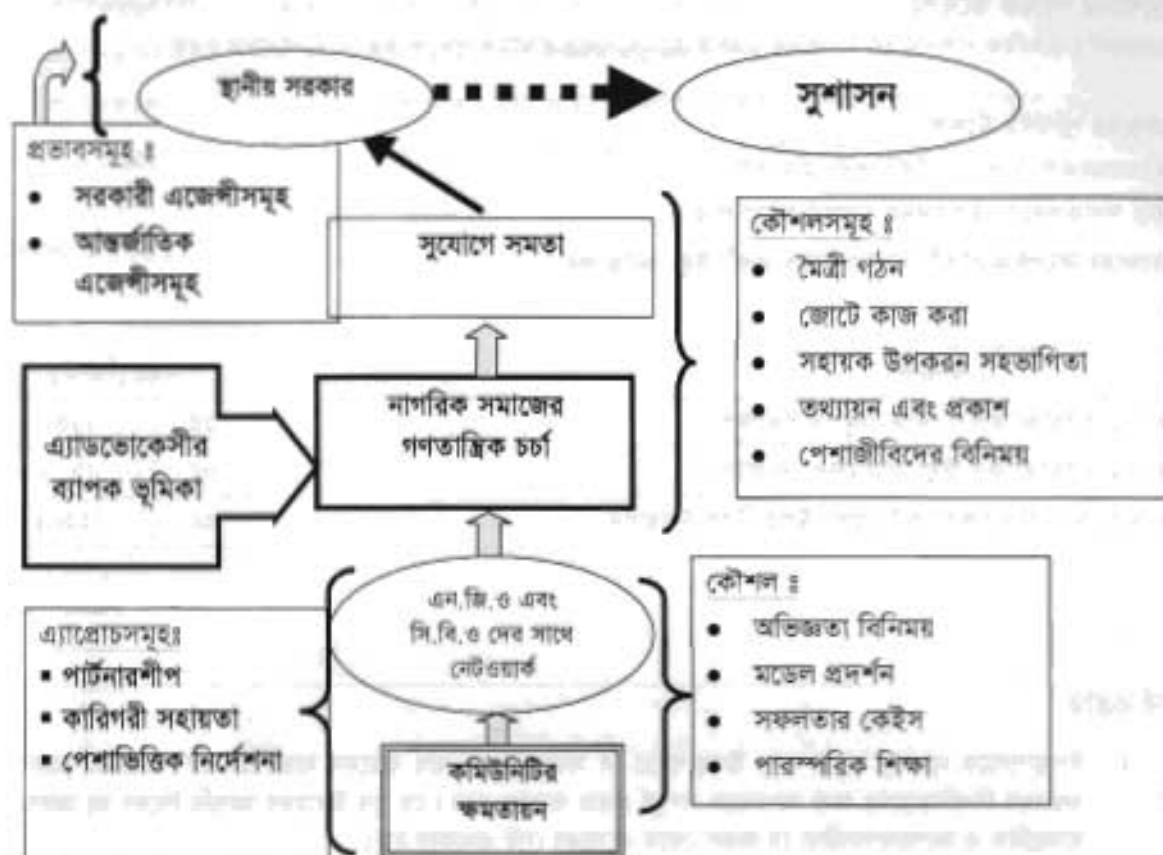 স্থানীয় সরকার
সুশাসন
প্রভাবসমূহ ঃ
• সরকারী এজেন্সীসমূহ
• আন্তর্জাতিক
এজেন্সীসমূহ
সুযোগে সমতা
কৌশলসমূহ ঃ
• মৈত্রী গঠন
• জোটে কাজ করা
• সহায়ক উপকরন সহভাগিতা
• তথ্যায়ন এবং প্রকাশ
• পেশাজীবিদের বিনিময়
এ্যাডভোকেসীর
ব্যাপক ভূমিকা
নাগরিক সমাজের
গণতান্ত্রিক চর্চা
এ্যাপ্রোচসমূহঃ
▪ পার্টনারশীপ
▪ কারিগরী সহায়তা
▪ পেশাভিত্তিক নির্দেশনা
এন.জি.ও এবং
সি.বি.ও দের সাথে
নেটওয়ার্ক
কমিউনিটির
ক্ষমতায়ন
কৌশল ঃ
• অভিজ্ঞতা বিনিময়
• মডেল প্রদর্শন
• সফলতার কেইস
• পারস্পরিক শিক্ষা